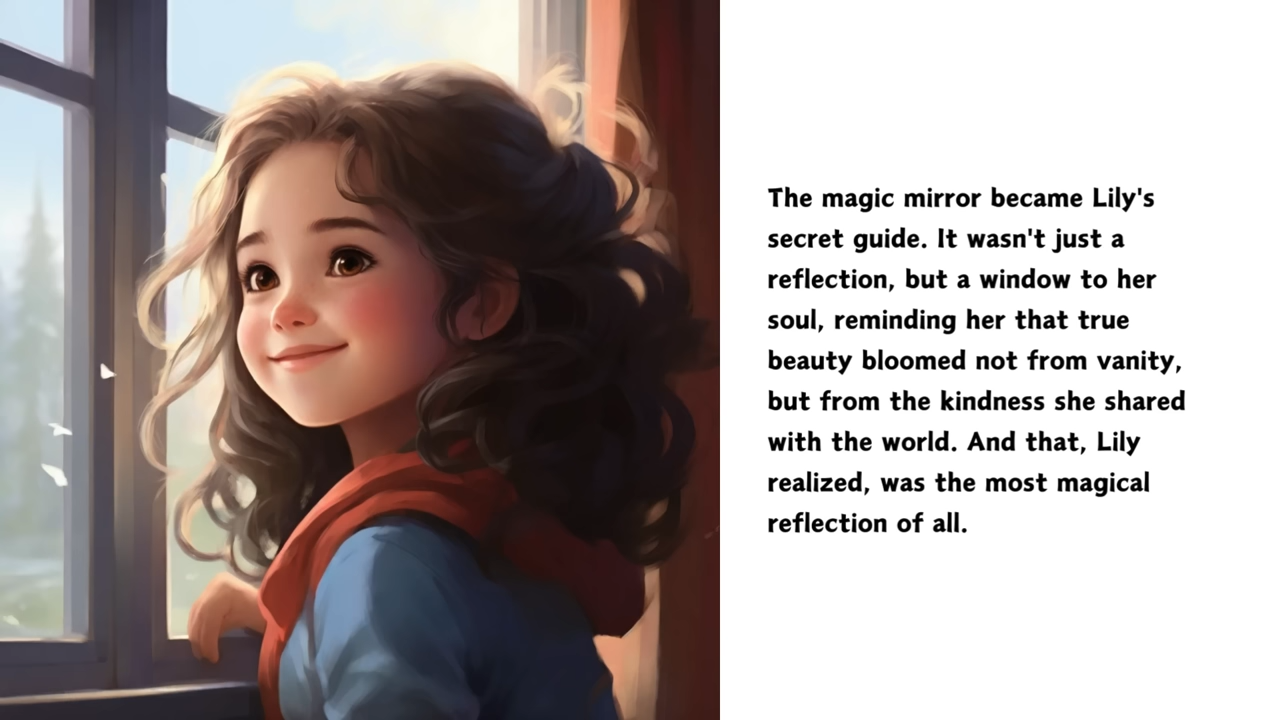 The magic mirror became Lily's
secret guide. It wasn't just a
reflection, but a window to her
soul, reminding her that true
beauty bloomed not from vanity,
but from the kindness she shared
with the world. And that, Lily
realized, was the most magical
reflection of all.